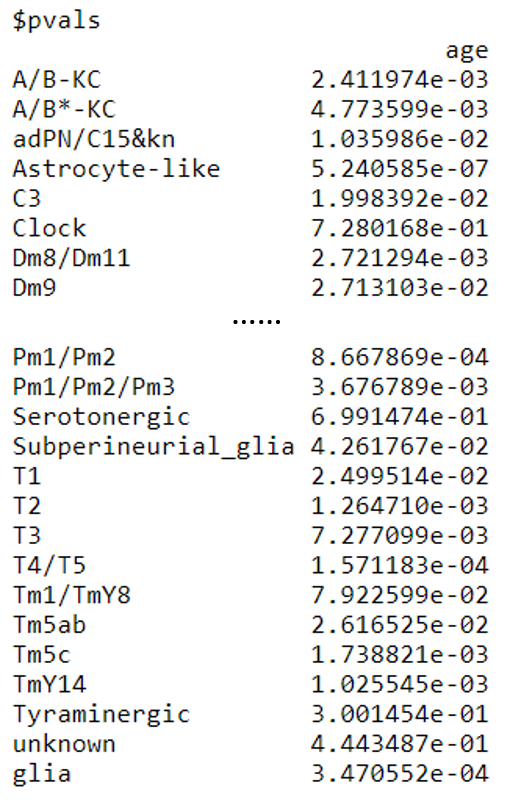 $pvals
age
A/B-KC 2.411974e-03
A/B*-KC 4.773599e-03
adPN/C15&kn 1.035986e-02
Astrocyte-like 5.240585e-07
C3 1.998392e-02
Clock 7.280168e-01
Dm8/Dm11 2.721294e-03
Dm9 2.713103e-02
......
Pm1/Pm2 8.667869e-04
Pm1/Pm2/Pm3 3.676789e-03
Serotonergic 6.991474e-01
Subperineurial_glia 4.261767e-02
T1 2.499514e-02
T2 1.264710e-03
T3 7.277099e-03
T4/T5 1.571183e-04
Tm1/TmY8 7.922599e-02
Tm5ab 2.616525e-02
Tm5c 1.738821e-03
TmY14 1.025545e-03
Tyraminergic 3.001454e-01
unknown 4.443487e-01
glia 3.470552e-04